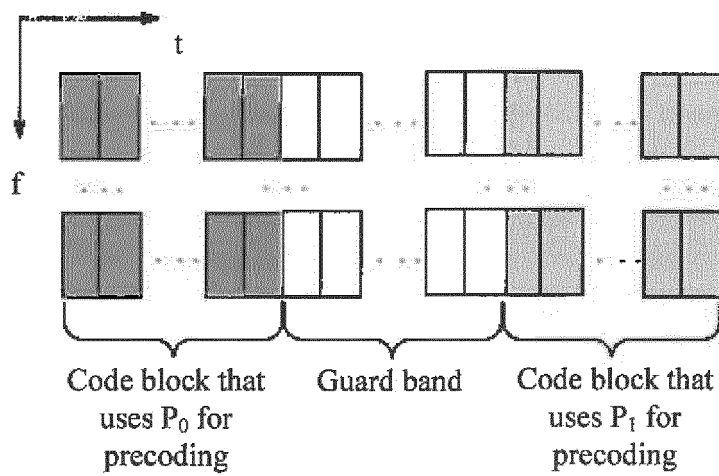 t
f
Code block that
uses P₀ for
precoding
Guard band
Code block that
uses P₁ for
precoding